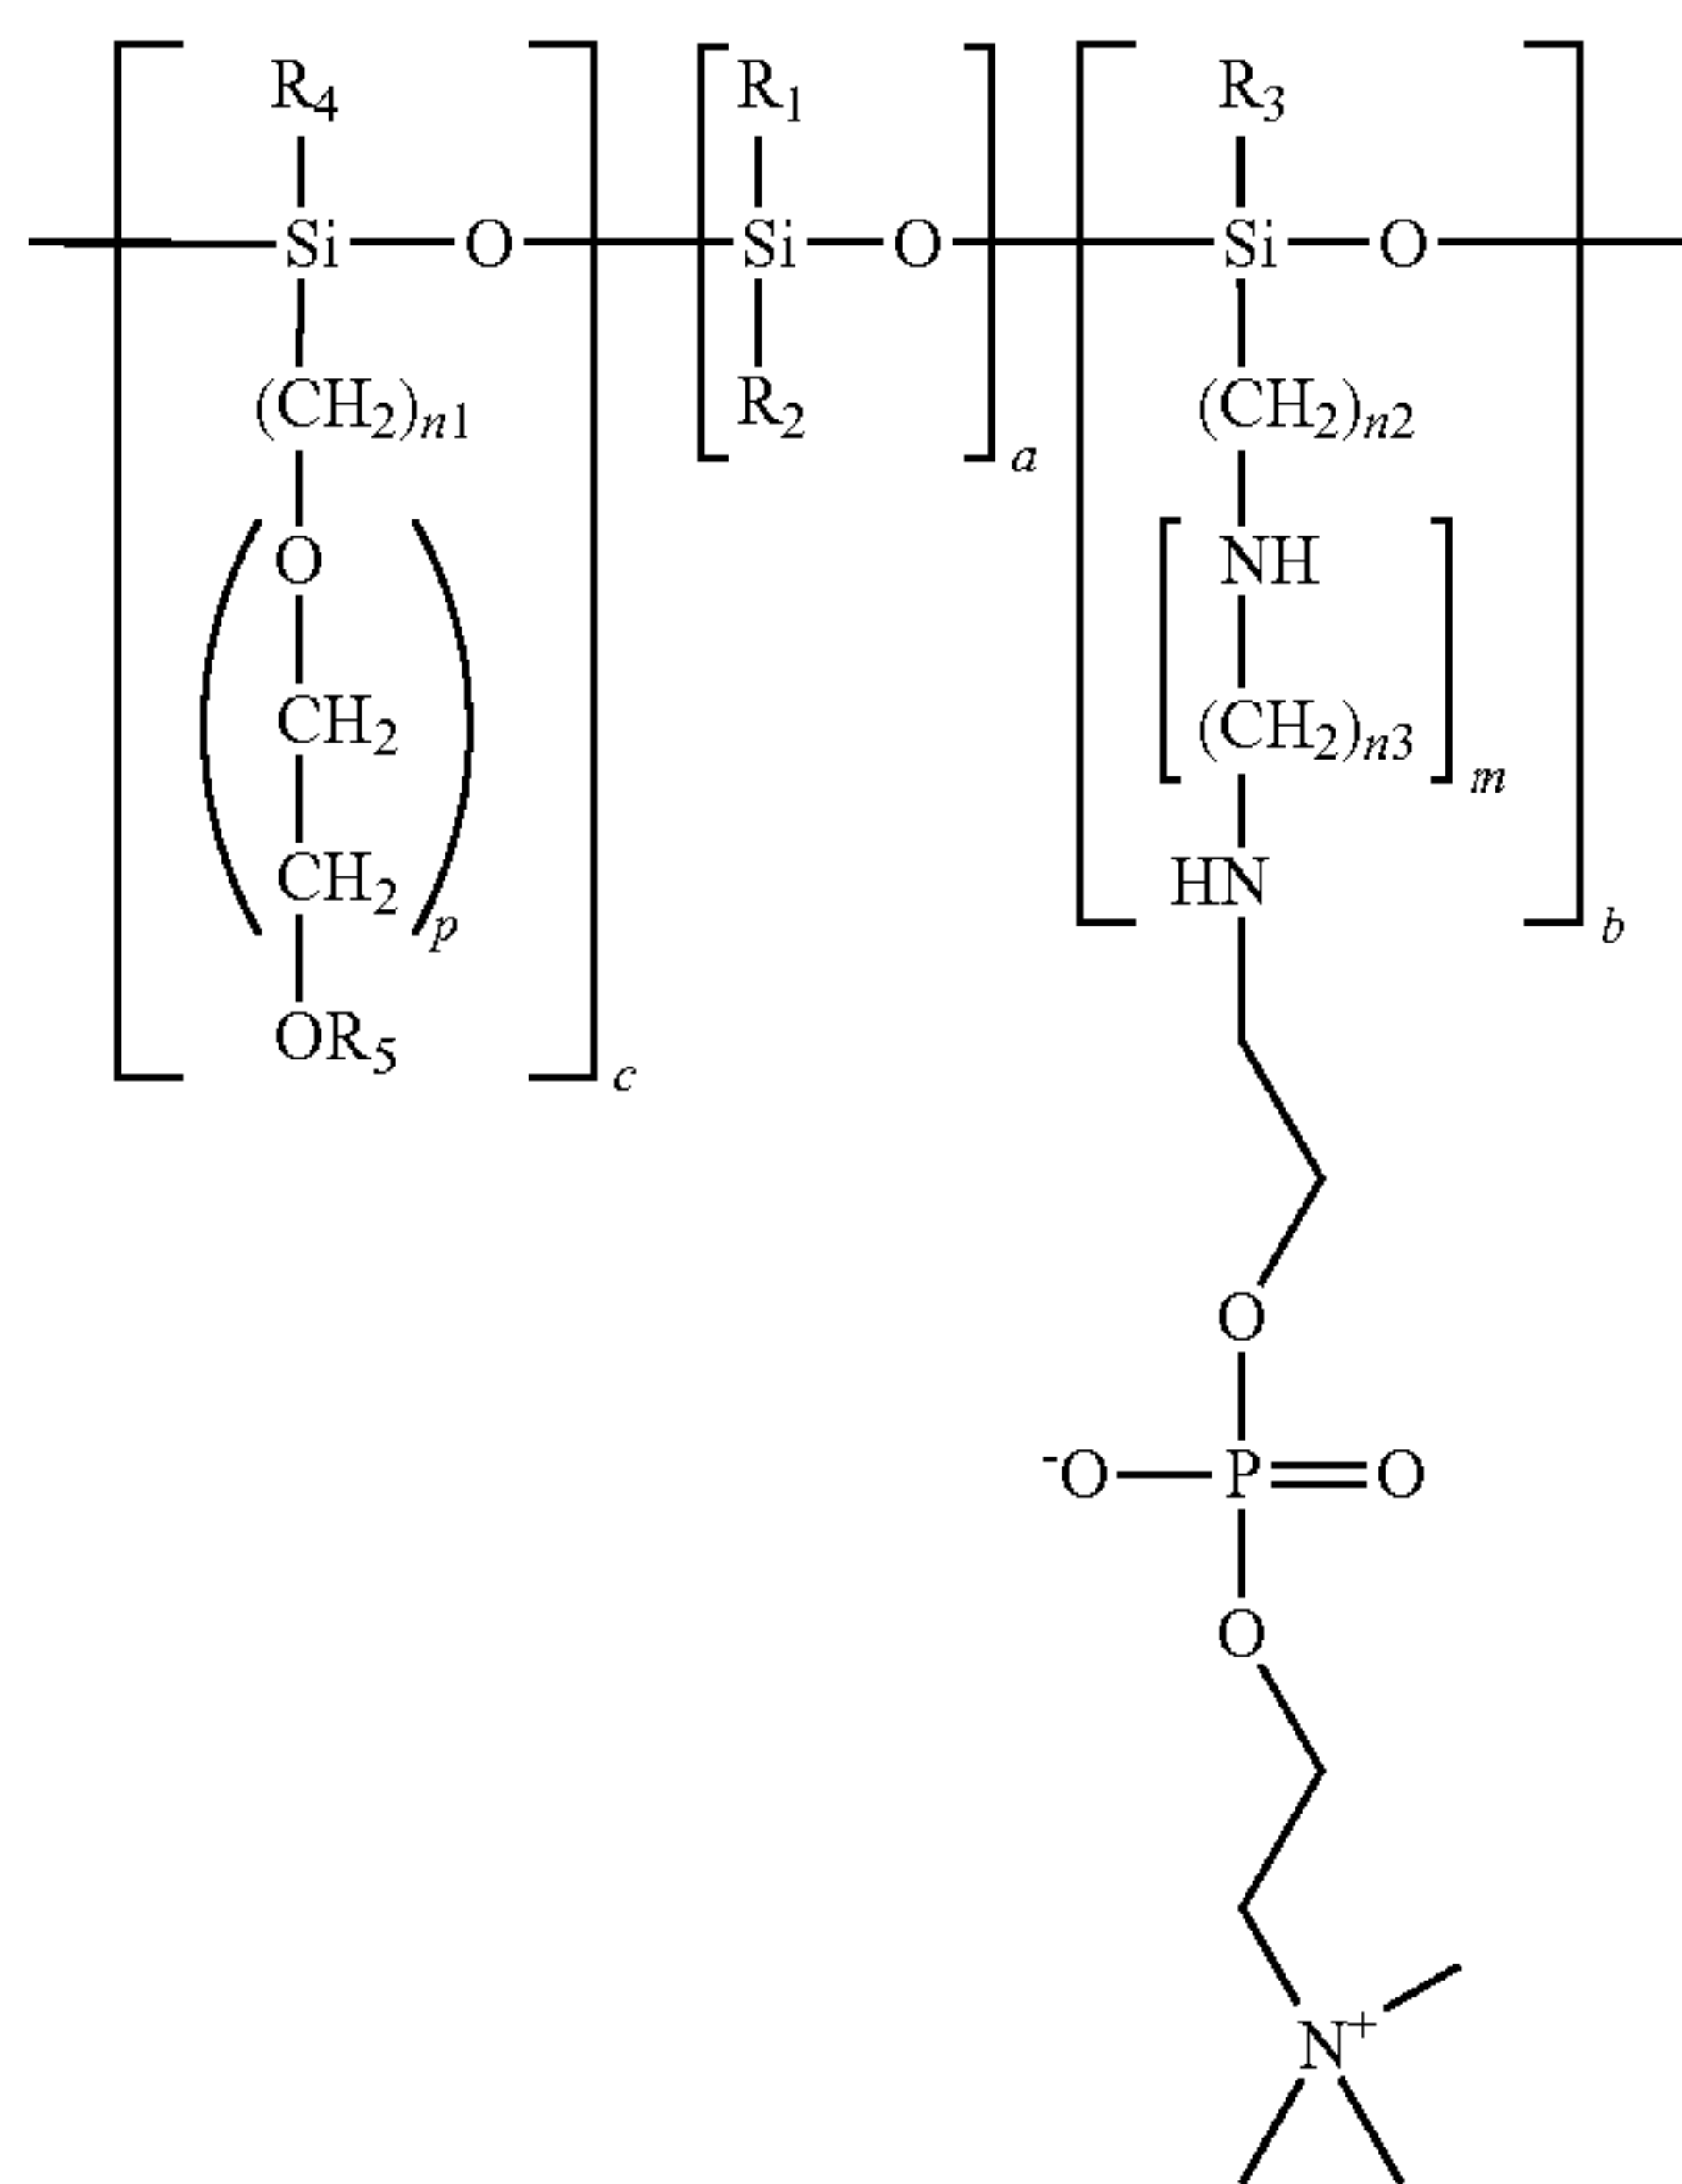 R4 R1 R3
Si O Si O Si O
(CH2)n1 R2 (CH2)n2
a
O NH
CH2 (CH2)n3
m
CH2 HN
p b
OR5
c
O
-O P O
O
N+